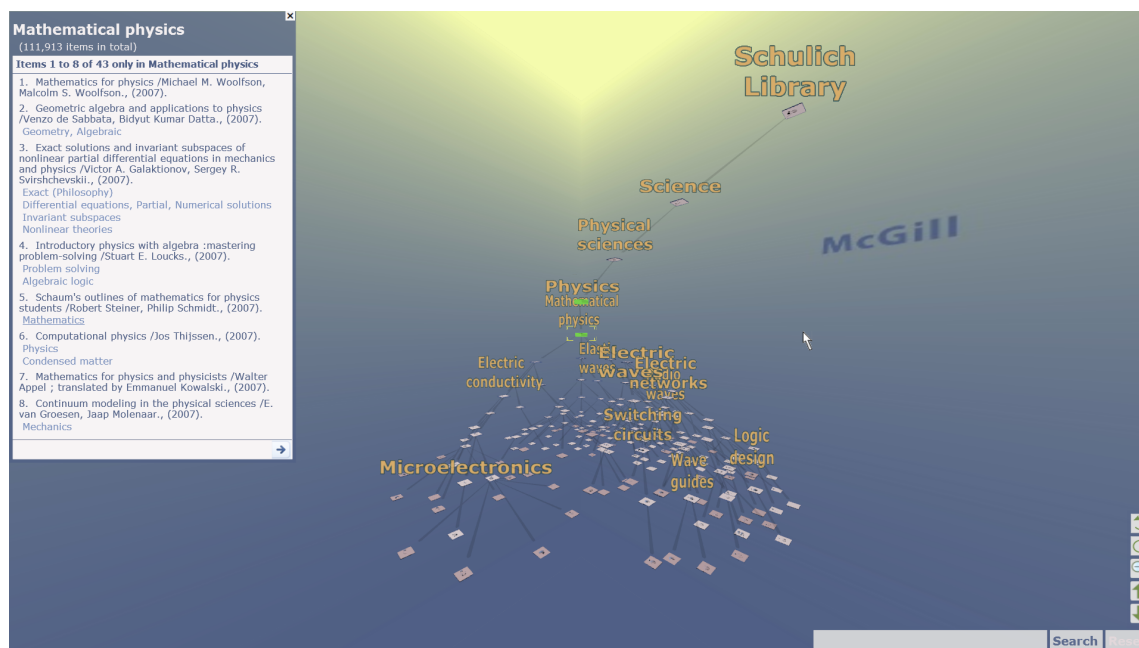 Mathematical physics
(111,913 items in total)
Items 1 to 8 of 43 only in Mathematical physics
1. Mathematics for physics /Michael M. Woolfson,
Malcolm S. Woolfson., (2007).
2. Geometric algebra and applications to physics
/Venzo de Sabbata, Bidyut Kumar Datta., (2007).
Geometry, Algebraic
3. Exact solutions and invariant subspaces of
nonlinear partial differential equations in mechanics
and physics /Victor A. Galaktionov, Sergey R.
Svirshchevskii., (2007).
Exact (Philosophy)
Differential equations, Partial, Numerical solutions
Invariant subspaces
Nonlinear theories
4. Introductory physics with algebra :mastering
problem-solving /Stuart E. Loucks., (2007).
Problem solving
Algebraic logic
5. Schaum's outlines of mathematics for physics
students /Robert Steiner, Philip Schmidt., (2007).
Mathematics
6. Computational physics /Jos Thijssen., (2007).
Physics
Condensed matter
7. Mathematics for physics and physicists /Walter
Appel ; translated by Emmanuel Kowalski., (2007).
8. Continuum modeling in the physical sciences /E.
van Groesen, Jaap Molenaar., (2007).
Mechanics
Schulich
Library
Science
Physical
sciences
McGill
Physics
Mathematical
physics
Electric
conductivity
Elastic
waves
Electric
waves
Electric
networks
Radio
waves
Switching
circuits
Logic
design
Wave
guides
Microelectronics
Search